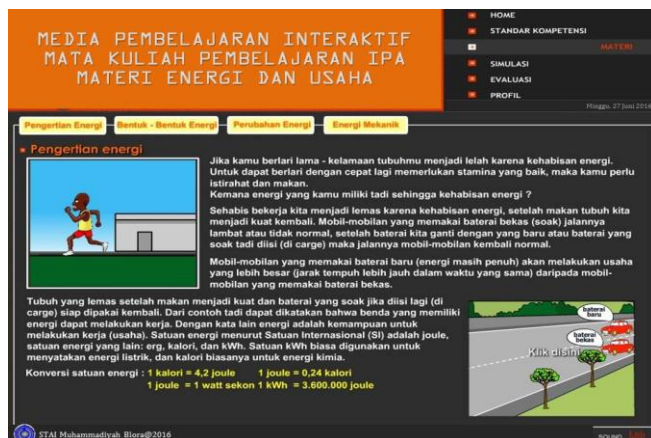 MEDIA PEMBELAJARAN INTERAKTIF
MATA KULIAH PEMBELAJARAN IPA
MATERI ENERGI DAN USAHA
HOME
STANDAR KOMPETENSI
MATERI
SIMULASI
EVALUASI
PROFIL
Minggu, 27 Juni 2016
Pengertian Energi
Bentuk - Bentuk Energi
Perubahan Energi
Energi Mekanik
Pengertian energi
Jika kamu berlari lama - kelamaan tubuhmu menjadi lelah karena kehabisan energi.
Untuk dapat berlari dengan cepat lagi memerlukan stamina yang baik, maka kamu perlu
istirahat dan makan.
Kemana energi yang kamu miliki tadi sehingga kehabisan energi ?
Sehabis bekerja kita menjadi lemas karena kehabisan energi, setelah makan tubuh kita
menjadi kuat kembali. Mobil-mobilan yang memakai baterai bekas (soak) jalannya
lambat atau tidak normal, setelah baterai kita ganti dengan yang baru atau baterai yang
soak tadi diisi (di carge) maka jalannya mobil-mobilan kembali normal.
Mobil-mobilan yang memakai baterai baru (energi masih penuh) akan melakukan usaha
yang lebih besar (jarak tempuh lebih jauh dalam waktu yang sama) daripada mobil-
mobilan yang memakai baterai bekas.
Tubuh yang lemas setelah makan menjadi kuat dan baterai yang soak jika diisi lagi (di
carge) siap dipakai kembali. Dari contoh tadi dapat dikatakan bahwa benda yang memiliki
energi dapat melakukan kerja. Dengan kata lain energi adalah kemampuan untuk
melakukan kerja (usaha). Satuan energi menurut Satuan Internasional (SI) adalah joule,
satuan energi yang lain: erg, kalori, dan kWh. Satuan kWh biasa digunakan untuk
menyatakan energi listrik, dan kalori biasanya untuk energi kimia.
Konversi satuan energi : 1 kalori = 4,2 joule 1 joule = 0,24 kalori
1 joule = 1 watt sekon 1 kWh = 3.600.000 joule
baterai
baru
baterai
bekas
Klik disini
STAI Muhammadiyah Blora@2016
SOUND